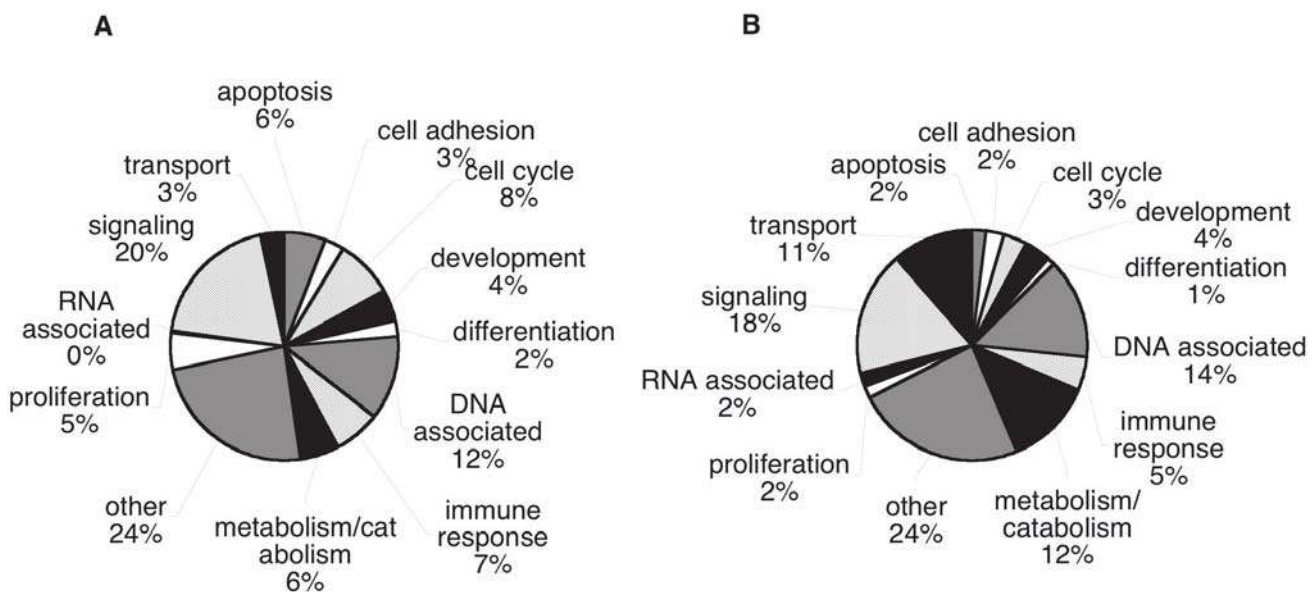 A
apoptosis
6%
cell adhesion
3%
cell cycle
8%
transport
3%
signaling
20%
development
4%
RNA
associated
0%
differentiation
2%
proliferation
5%
DNA
associated
12%
other
24%
metabolism/cat
abolism
6%
immune
response
7%
B
cell adhesion
2%
apoptosis
2%
cell cycle
3%
transport
11%
development
4%
differentiation
1%
signaling
18%
DNA associated
14%
RNA associated
2%
immune
response
5%
proliferation
2%
other
24%
metabolism/
catabolism
12%